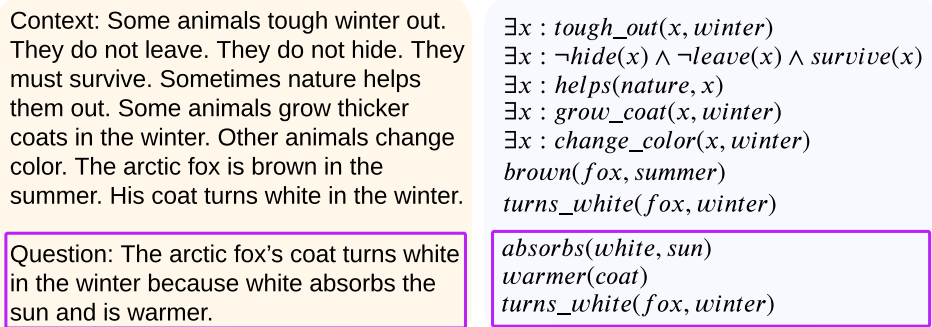 Context: Some animals tough winter out.
They do not leave. They do not hide. They
must survive. Sometimes nature helps
them out. Some animals grow thicker
coats in the winter. Other animals change
color. The arctic fox is brown in the
summer. His coat turns white in the winter.
Question: The arctic fox’s coat turns white
in the winter because white absorbs the
sun and is warmer.
∃x : tough_out(x, winter)
∃x : ¬hide(x) ∧ ¬leave(x) ∧ survive(x)
∃x : helps(nature, x)
∃x : grow_coat(x, winter)
∃x : change_color(x, winter)
brown(fox, summer)
turns_white(fox, winter)
absorbs(white, sun)
warmer(coat)
turns_white(fox, winter)